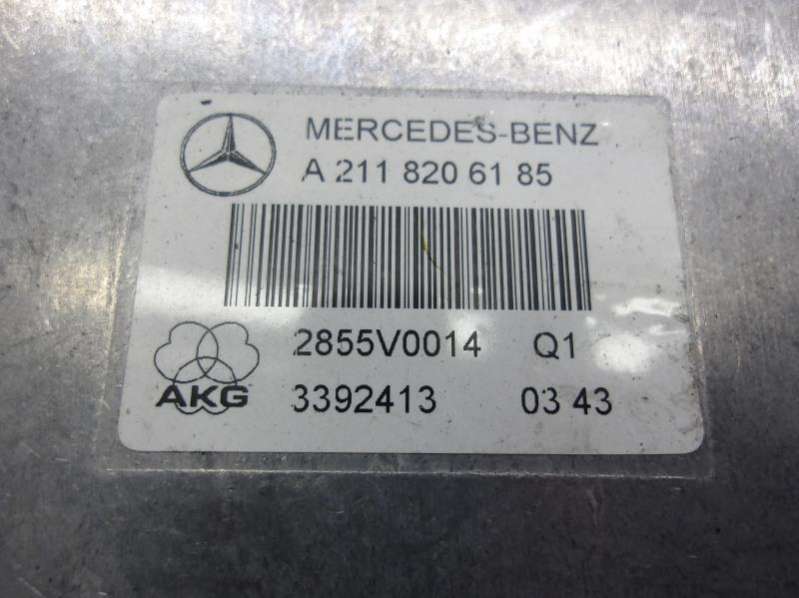 MERCEDES-BENZ
A 211 820 61 85
2855V0014 Q1
AKG 3392413 03 43